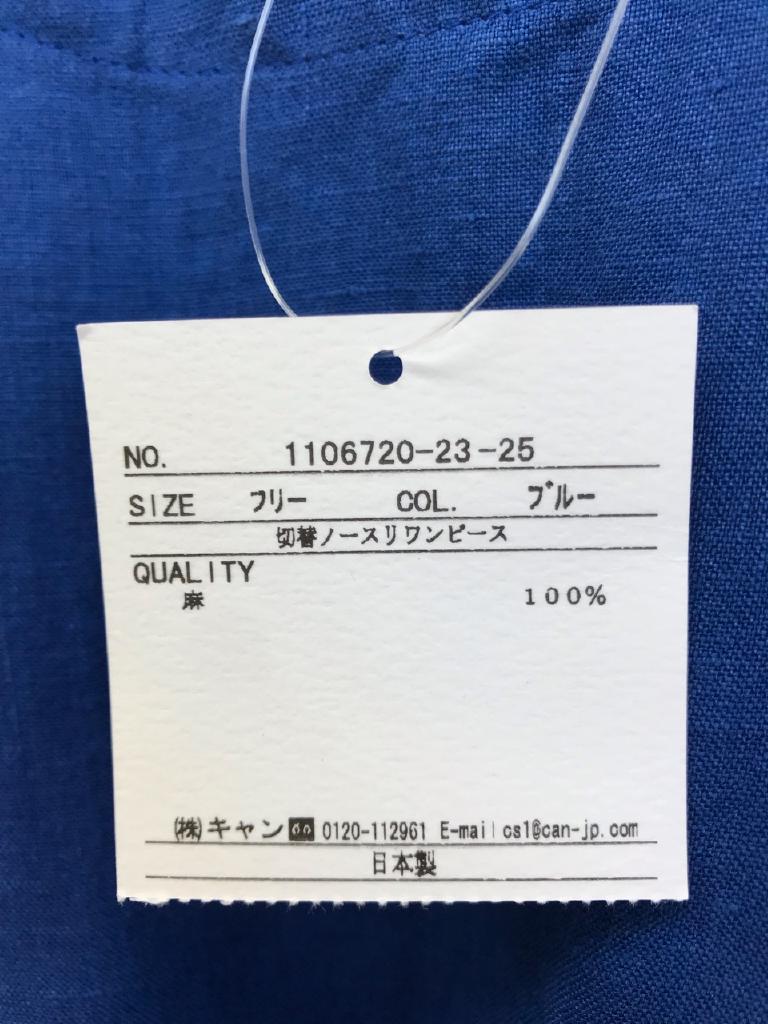 NO. 1106720-23-25
SIZE フリー COL. ブルー
切替ノースリワンピース
QUALITY
麻 100%
㈱キャン 0120-112961 E-mail cs1@can-jp.com
日本製